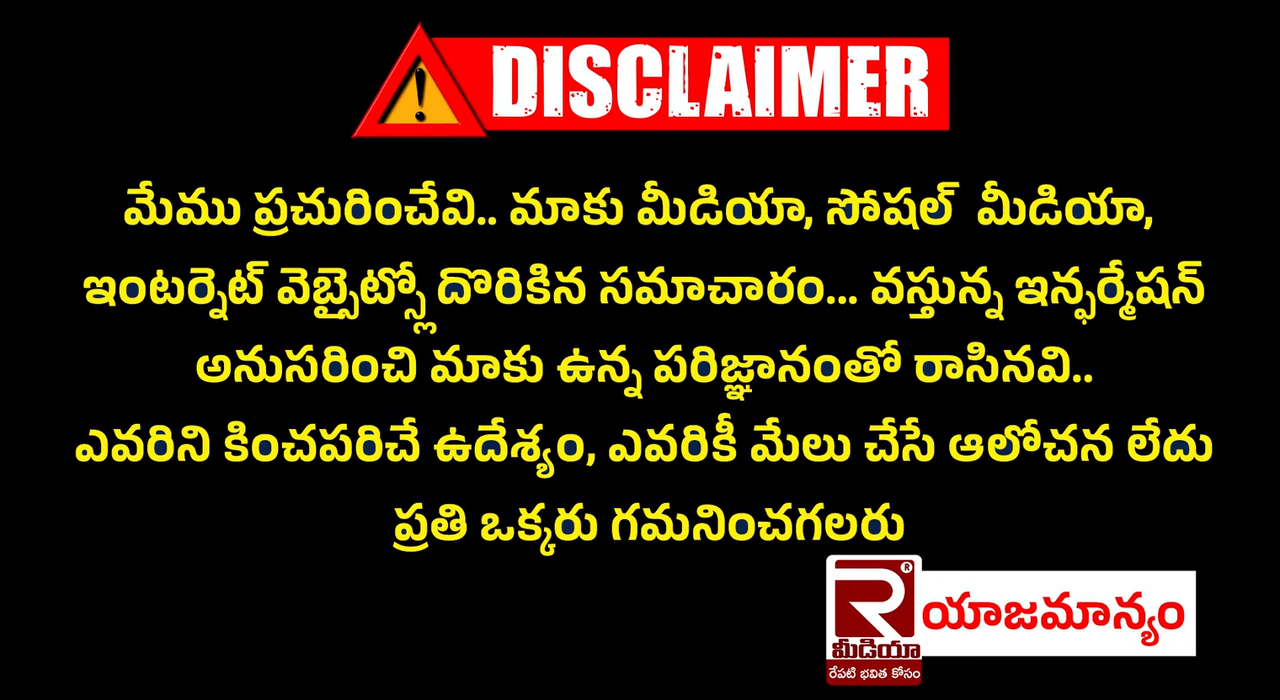 DISCLAIMER
మేము ప్రచురించేవి.. మాకు మీడియా, సోషల్ మీడియా,
ఇంటర్నెట్ వెబ్సైట్స్లో దొరికిన సమాచారం... వస్తున్న ఇన్ఫర్మేషన్
అనుసరించి మాకు ఉన్న పరిజ్ఞానంతో రాసినవి..
ఎవరిని కించపరిచే ఉదేశ్యం, ఎవరికీ మేలు చేసే ఆలోచన లేదు
ప్రతి ఒక్కరు గమనించగలరు
R ®
మీడియా
రేపటి భవిత కోసం
యాజమాన్యం